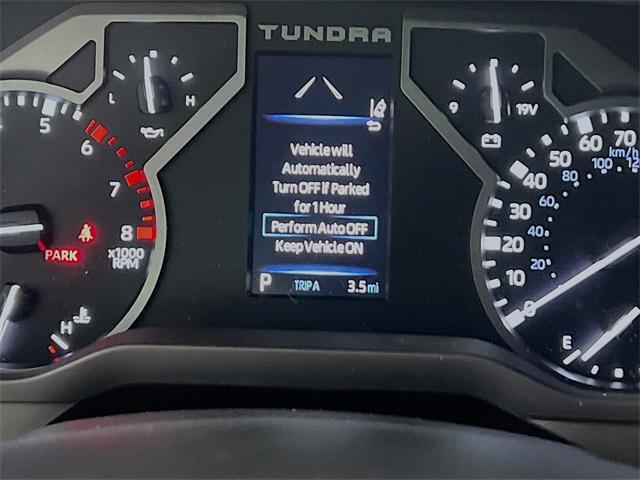 TUNDRA
L H
9 19V
5
6
7
8
x1000
RPM
PARK
H
Vehicle will
Automatically
Turn OFF if Parked
for 1 Hour
Perform Auto OFF
Keep Vehicle ON
P TRIP A 3.5 mi
70
60
50
40
30
20
10
0
km/h
100
80
60
40
20
E